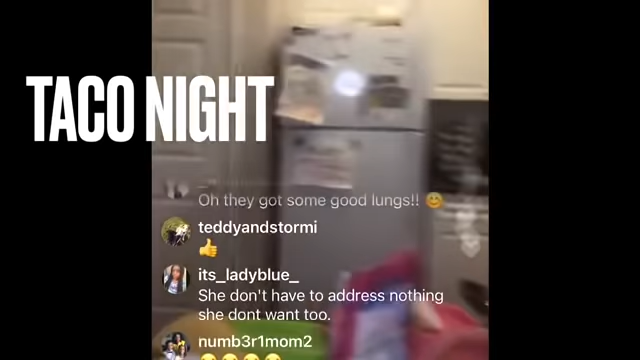 TACO NIGHT
Oh they got some good lungs!! 😊
teddyandstormi
👍
its_ladyblue_
She don't have to address nothing
she dont want too.
numb3r1mom2